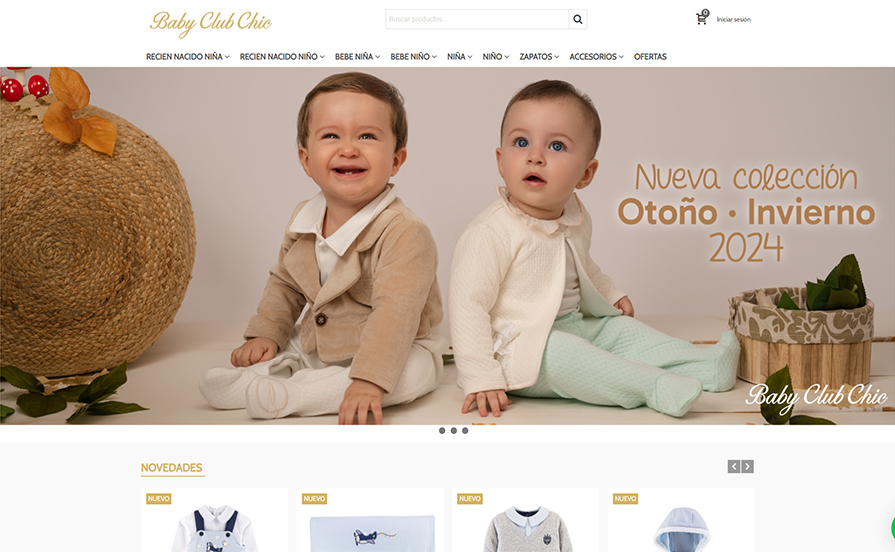 Baby Club Chic
Buscar productos...
0
Iniciar sesión
RECIEN NACIDO NIÑA RECIEN NACIDO NIÑO BEBE NIÑA BEBE NIÑO NIÑA NIÑO ZAPATOS ACCESORIOS OFERTAS
Nueva colección
Otoño • Invierno
2024
Baby Club Chic
NOVEDADES
NUEVO NUEVO NUEVO NUEVO